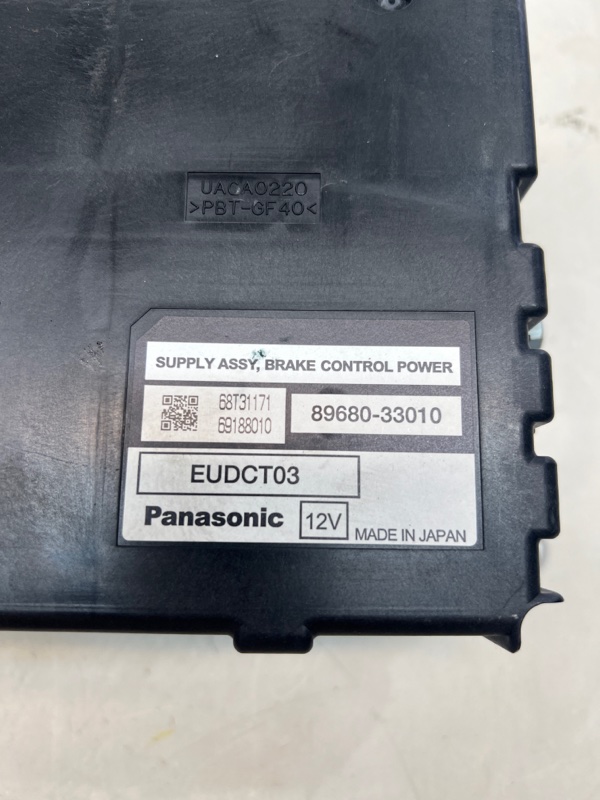 UACA0220
>PBT-GF40<
SUPPLY ASSY, BRAKE CONTROL POWER
68T31171
69188010
89680-33010
EUDCT03
Panasonic 12V MADE IN JAPAN